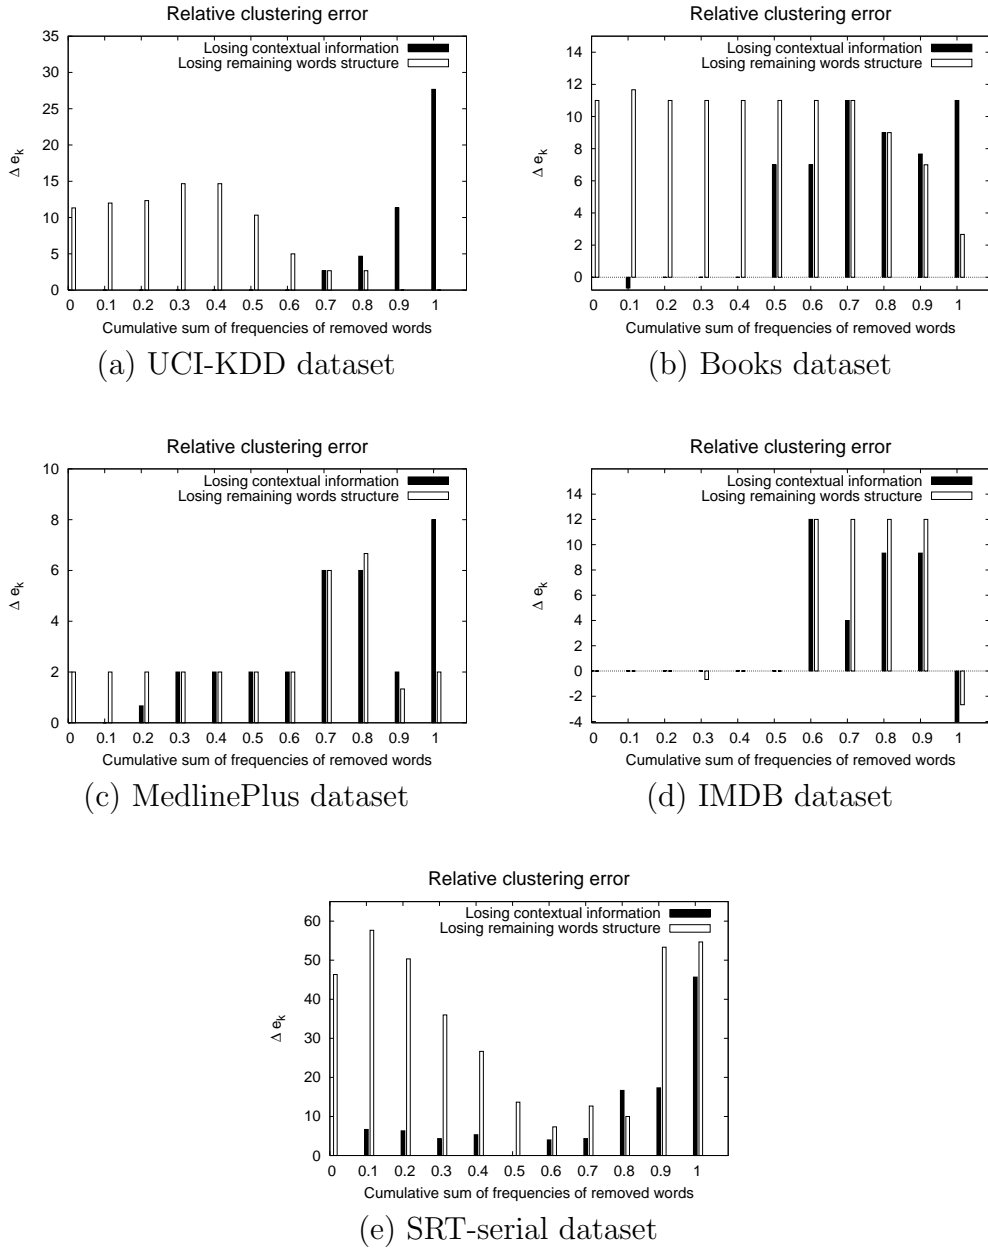 Relative clustering error
35
30
25
20
15
10
5
0
Δ e_k
Losing contextual information
Losing remaining words structure
0 0.1 0.2 0.3 0.4 0.5 0.6 0.7 0.8 0.9 1
Cumulative sum of frequencies of removed words
(a) UCI-KDD dataset
Relative clustering error
14
12
10
8
6
4
2
0
Δ e_k
Losing contextual information
Losing remaining words structure
0 0.1 0.2 0.3 0.4 0.5 0.6 0.7 0.8 0.9 1
Cumulative sum of frequencies of removed words
(b) Books dataset
Relative clustering error
10
8
6
4
2
0
Δ e_k
Losing contextual information
Losing remaining words structure
0 0.1 0.2 0.3 0.4 0.5 0.6 0.7 0.8 0.9 1
Cumulative sum of frequencies of removed words
(c) MedlinePlus dataset
Relative clustering error
14
12
10
8
6
4
2
0
-2
-4
Δ e_k
Losing contextual information
Losing remaining words structure
0 0.1 0.2 0.3 0.4 0.5 0.6 0.7 0.8 0.9 1
Cumulative sum of frequencies of removed words
(d) IMDB dataset
Relative clustering error
60
50
40
30
20
10
0
Δ e_k
Losing contextual information
Losing remaining words structure
0 0.1 0.2 0.3 0.4 0.5 0.6 0.7 0.8 0.9 1
Cumulative sum of frequencies of removed words
(e) SRT-serial dataset